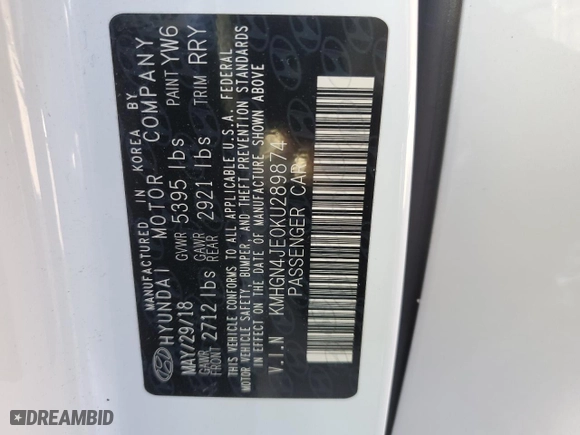 MANUFACTURED IN KOREA BY
HYUNDAI MOTOR COMPANY
MAY/29/18 GVWR 5395 lbs PAINT YW6
GAWR FRONT 2712 lbs GAWR REAR 2921 lbs TRIM RRY
THIS VEHICLE CONFORMS TO ALL APPLICABLE U.S.A. FEDERAL
MOTOR VEHICLE SAFETY, BUMPER, AND THEFT PREVENTION STANDARDS
IN EFFECT ON THE DATE OF MANUFACTURE SHOWN ABOVE
V.I.N KMHGN4JE0KU289874
PASSENGER CAR
DREAMBID